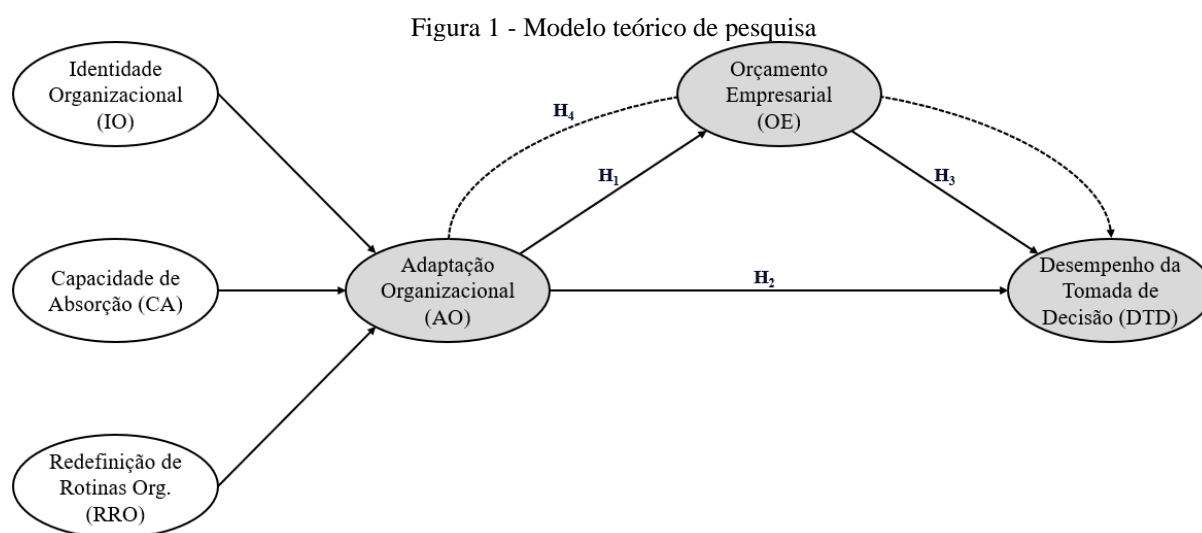 Figura 1 - Modelo teórico de pesquisa
Identidade
Organizacional
(IO)
Orçamento
Empresarial
(OE)
H4
H1
H3
Capacidade de
Absorção (CA)
Adaptação
Organizacional
(AO)
H2
Desempenho da
Tomada de
Decisão (DTD)
Redefinição de
Rotinas Org.
(RRO)